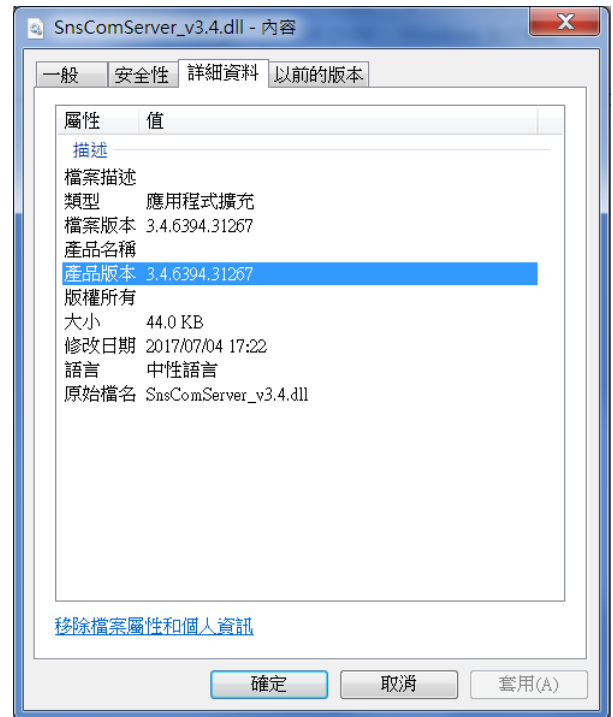 SnsComServer_v3.4.dll - 內容
一般 安全性 詳細資料 以前的版本
屬性 值
描述
檔案描述
類型 應用程式擴充
檔案版本 3.4.6394.31267
產品名稱
產品版本 3.4.6394.31267
版權所有
大小 44.0 KB
修改日期 2017/07/04 17:22
語言 中性語言
原始檔名 SnsComServer_v3.4.dll
移除檔案屬性和個人資訊
確定 取消 套用(A)